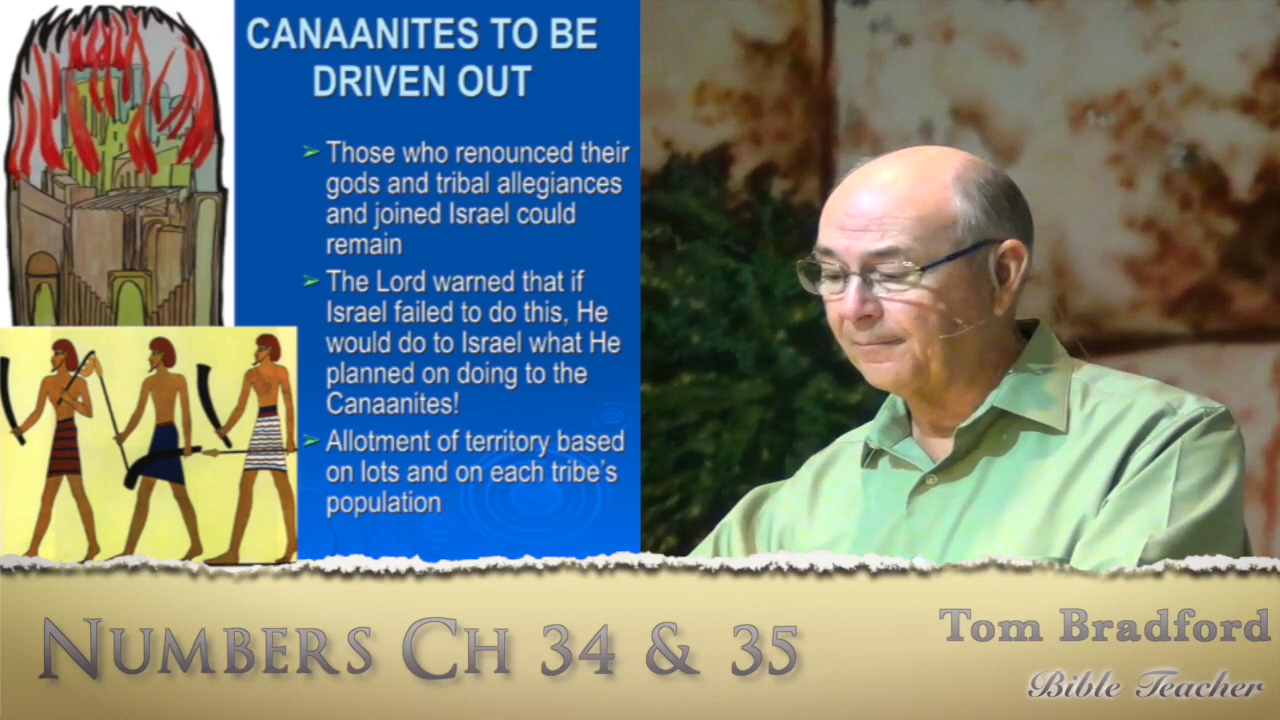 CANAANITES TO BE
DRIVEN OUT
➢ Those who renounced their
gods and tribal allegiances
and joined Israel could
remain
➢ The Lord warned that if
Israel failed to do this, He
would do to Israel what He
planned on doing to the
Canaanites!
➢ Allotment of territory based
on lots and on each tribe's
population
NUMBERS CH 34 & 35
Tom Bradford
Bible Teacher